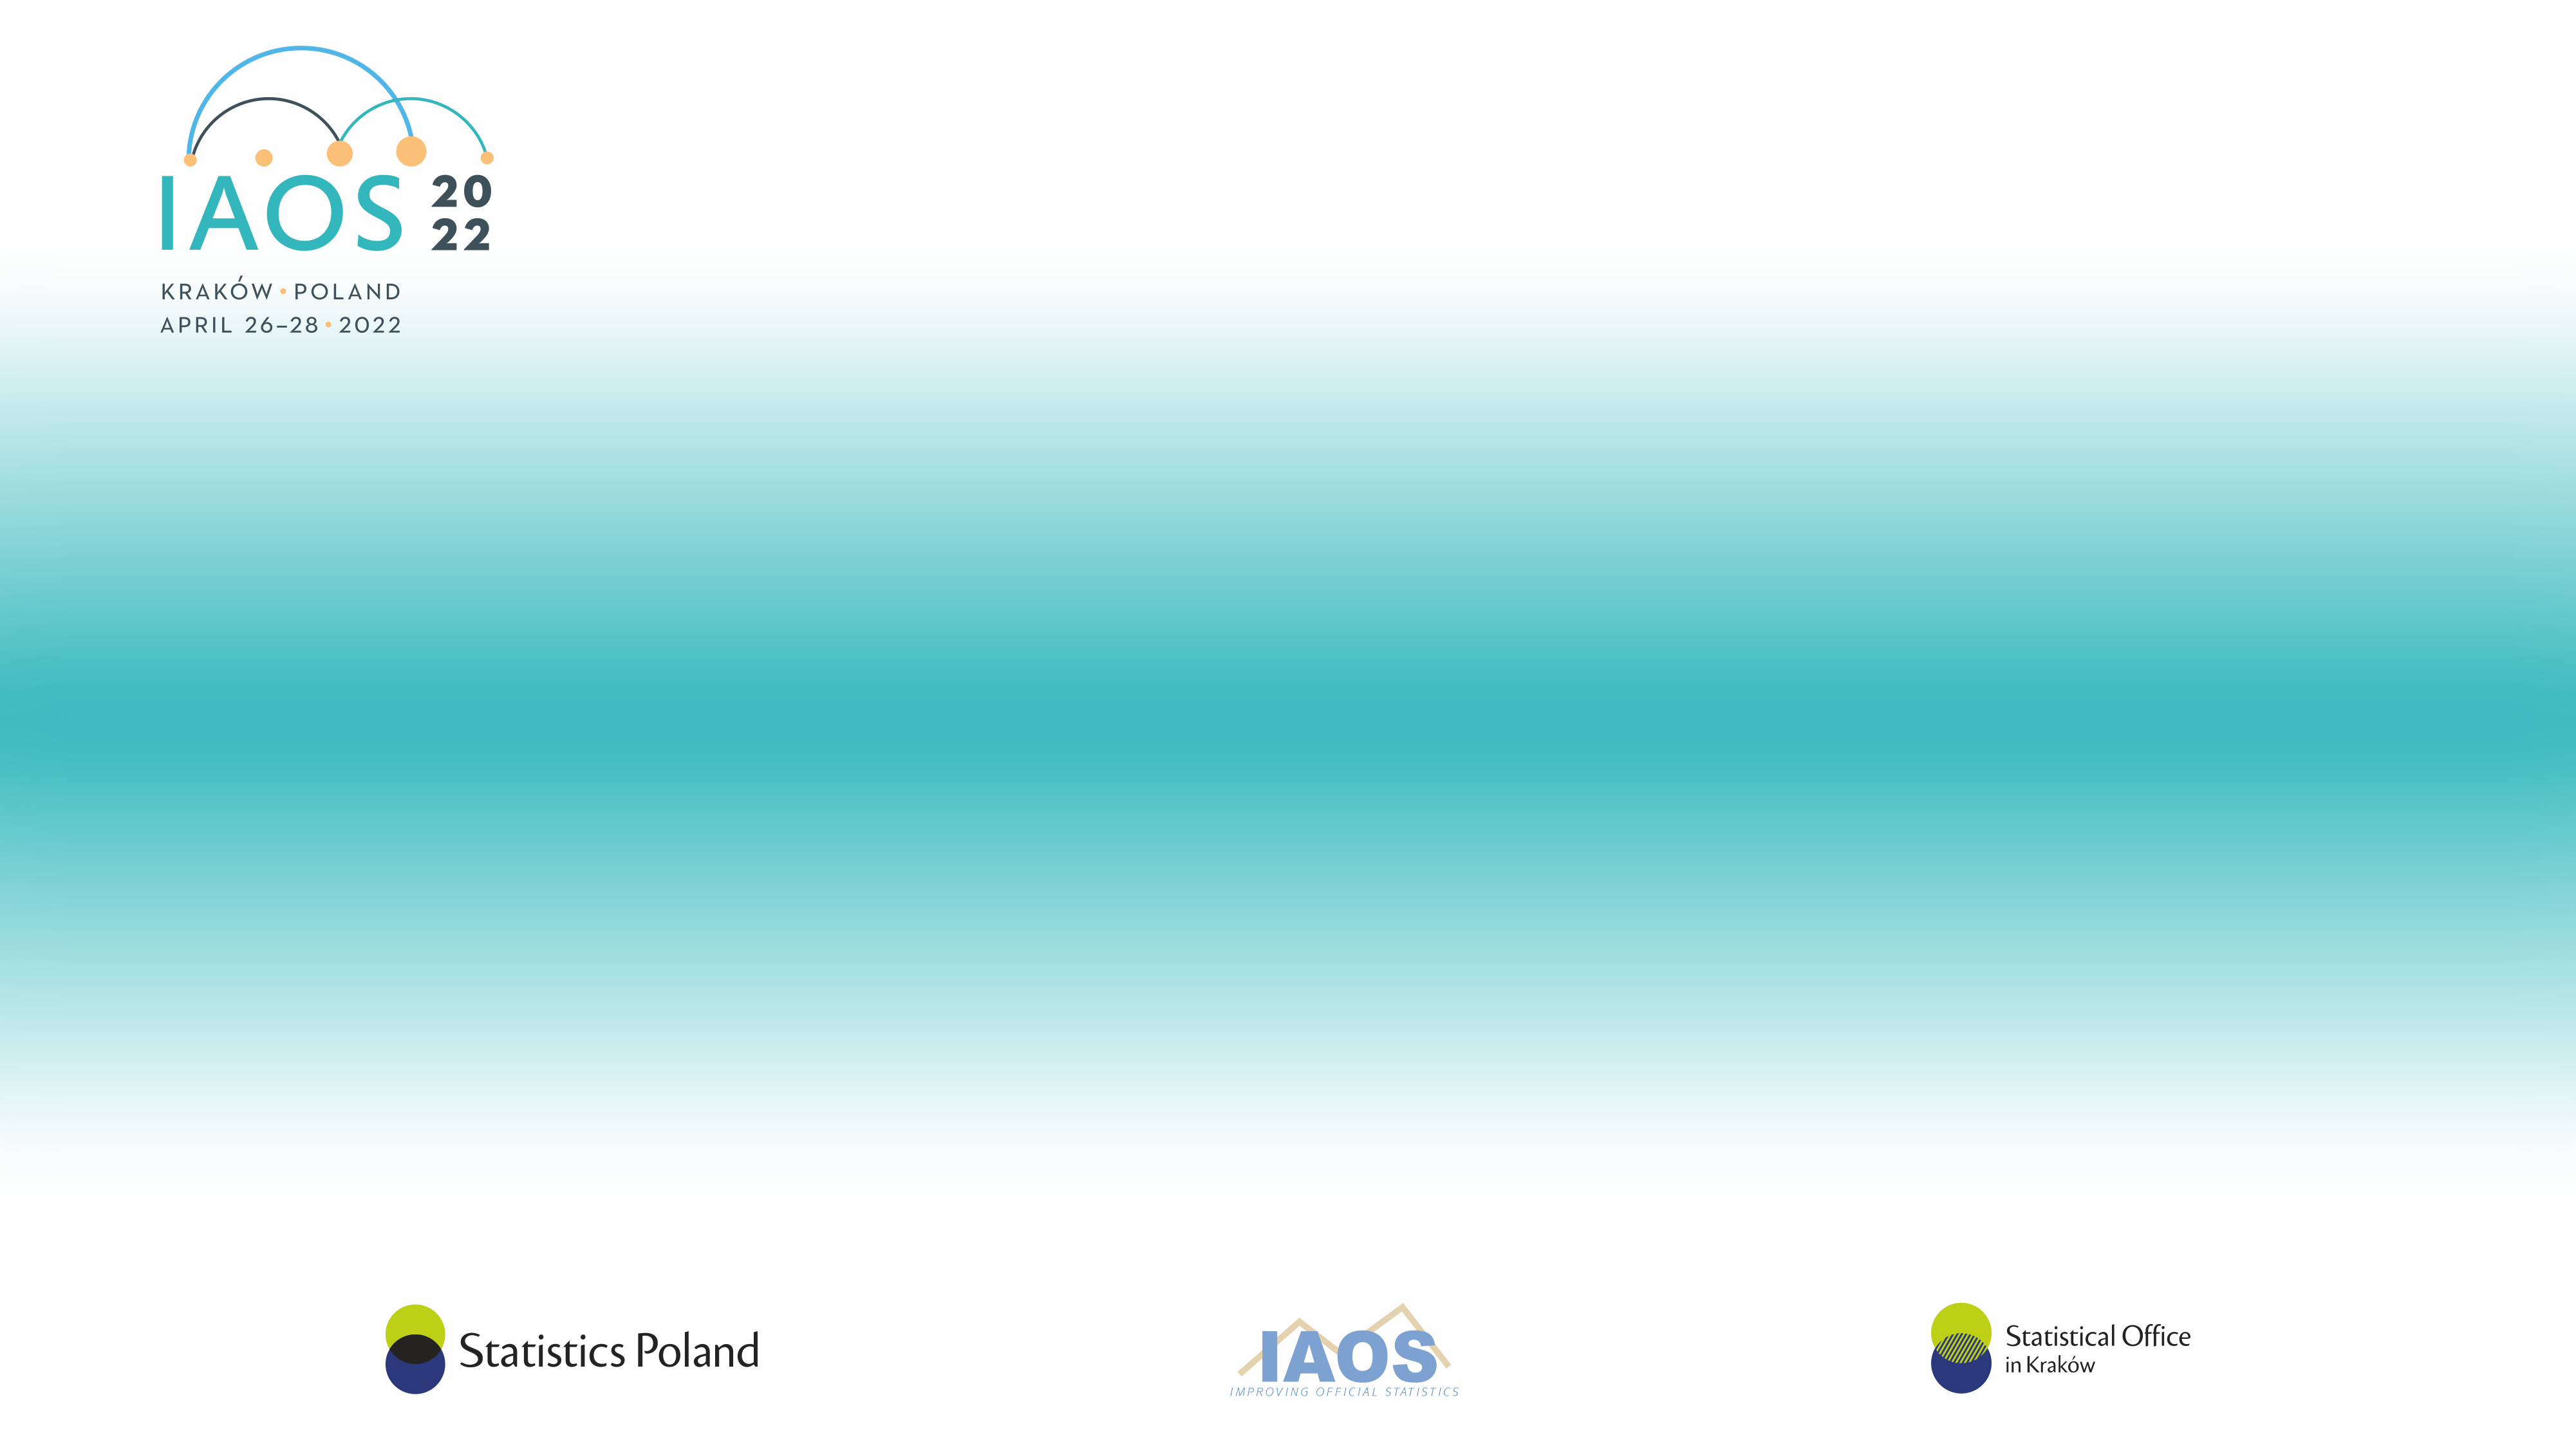 IAOS 20
22
KRAKÓW • POLAND
APRIL 26–28 • 2022
Statistics Poland
IAOS
IMPROVING OFFICIAL STATISTICS
Statistical Office
in Kraków